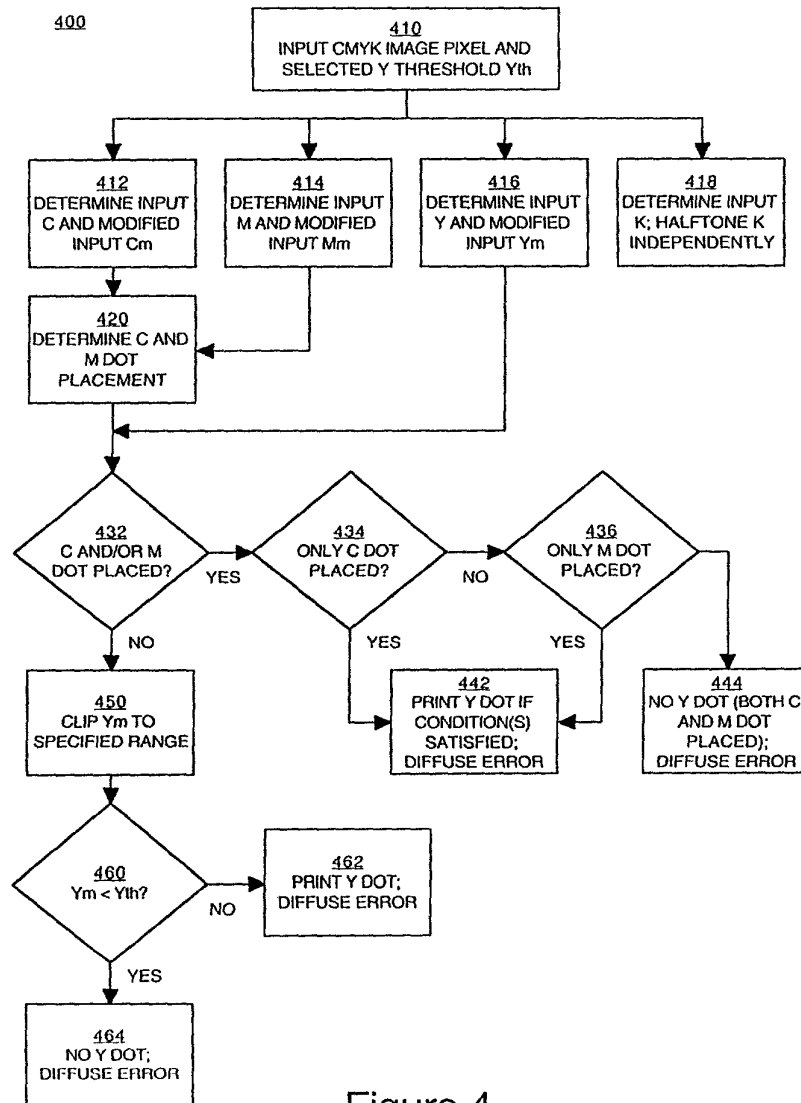 400
410
INPUT CMYK IMAGE PIXEL AND
SELECTED Y THRESHOLD Yth
412
DETERMINE INPUT
C AND MODIFIED
INPUT Cm
414
DETERMINE INPUT
M AND MODIFIED
INPUT Mm
416
DETERMINE INPUT
Y AND MODIFIED
INPUT Ym
418
DETERMINE INPUT
K; HALFTONE K
INDEPENDENTLY
420
DETERMINE C AND
M DOT
PLACEMENT
432
C AND/OR M
DOT PLACED?
YES
NO
434
ONLY C DOT
PLACED?
NO
YES
436
ONLY M DOT
PLACED?
YES
442
PRINT Y DOT IF
CONDITION(S)
SATISFIED;
DIFFUSE ERROR
444
NO Y DOT (BOTH C
AND M DOT
PLACED);
DIFFUSE ERROR
450
CLIP Ym TO
SPECIFIED RANGE
460
Ym < Yth?
NO
YES
462
PRINT Y DOT;
DIFFUSE ERROR
464
NO Y DOT;
DIFFUSE ERROR
Figure 4